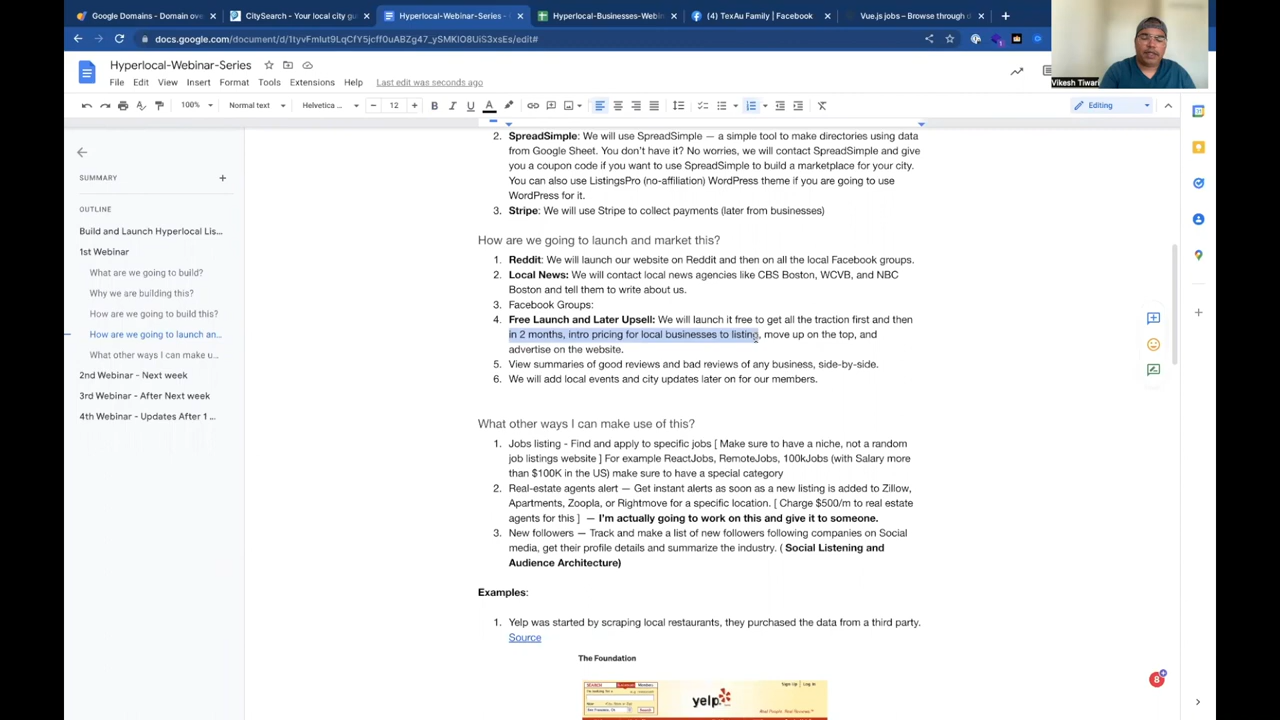 Google Domains - Domain ove
CitySearch - Your local city gu
Hyperlocal-Webinar-Series -
Hyperlocal-Businesses-Webin
(4) TexAu Family | Facebook
Vue.js jobs – Browse through d
docs.google.com/document/d/1tyvFmlut9LqCfY5jcff0uABZg47_ySMKlO8UiS3xsEs/edit#
Vikesh Tiwari
Hyperlocal-Webinar-Series
File Edit View Insert Format Tools Extensions Help Last edit was seconds ago
100% Normal text Helvetica ... 12 Editing
SUMMARY
OUTLINE
Build and Launch Hyperlocal Lis...
1st Webinar
What are we going to build?
Why we are building this?
How are we going to build this?
How are we going to launch an...
What other ways I can make u...
2nd Webinar - Next week
3rd Webinar - After Next week
4th Webinar - Updates After 1 ...
2. SpreadSimple: We will use SpreadSimple — a simple tool to make directories using data
from Google Sheet. You don't have it? No worries, we will contact SpreadSimple and give
you a coupon code if you want to use SpreadSimple to build a marketplace for your city.
You can also use ListingsPro (no-affiliation) WordPress theme if you are going to use
WordPress for it.
3. Stripe: We will use Stripe to collect payments (later from businesses)
How are we going to launch and market this?
1. Reddit: We will launch our website on Reddit and then on all the local Facebook groups.
2. Local News: We will contact local news agencies like CBS Boston, WCVB, and NBC
Boston and tell them to write about us.
3. Facebook Groups:
4. Free Launch and Later Upsell: We will launch it free to get all the traction first and then
in 2 months, intro pricing for local businesses to listing, move up on the top, and
advertise on the website.
5. View summaries of good reviews and bad reviews of any business, side-by-side.
6. We will add local events and city updates later on for our members.
What other ways I can make use of this?
1. Jobs listing - Find and apply to specific jobs [ Make sure to have a niche, not a random
job listings website ] For example ReactJobs, RemoteJobs, 100kJobs (with Salary more
than $100K in the US) make sure to have a special category
2. Real-estate agents alert — Get instant alerts as soon as a new listing is added to Zillow,
Apartments, Zoopla, or Rightmove for a specific location. [ Charge $500/m to real estate
agents for this ] — I'm actually going to work on this and give it to someone.
3. New followers — Track and make a list of new followers following companies on Social
media, get their profile details and summarize the industry. ( Social Listening and
Audience Architecture)
Examples:
1. Yelp was started by scraping local restaurants, they purchased the data from a third party.
Source
The Foundation
yelp
8